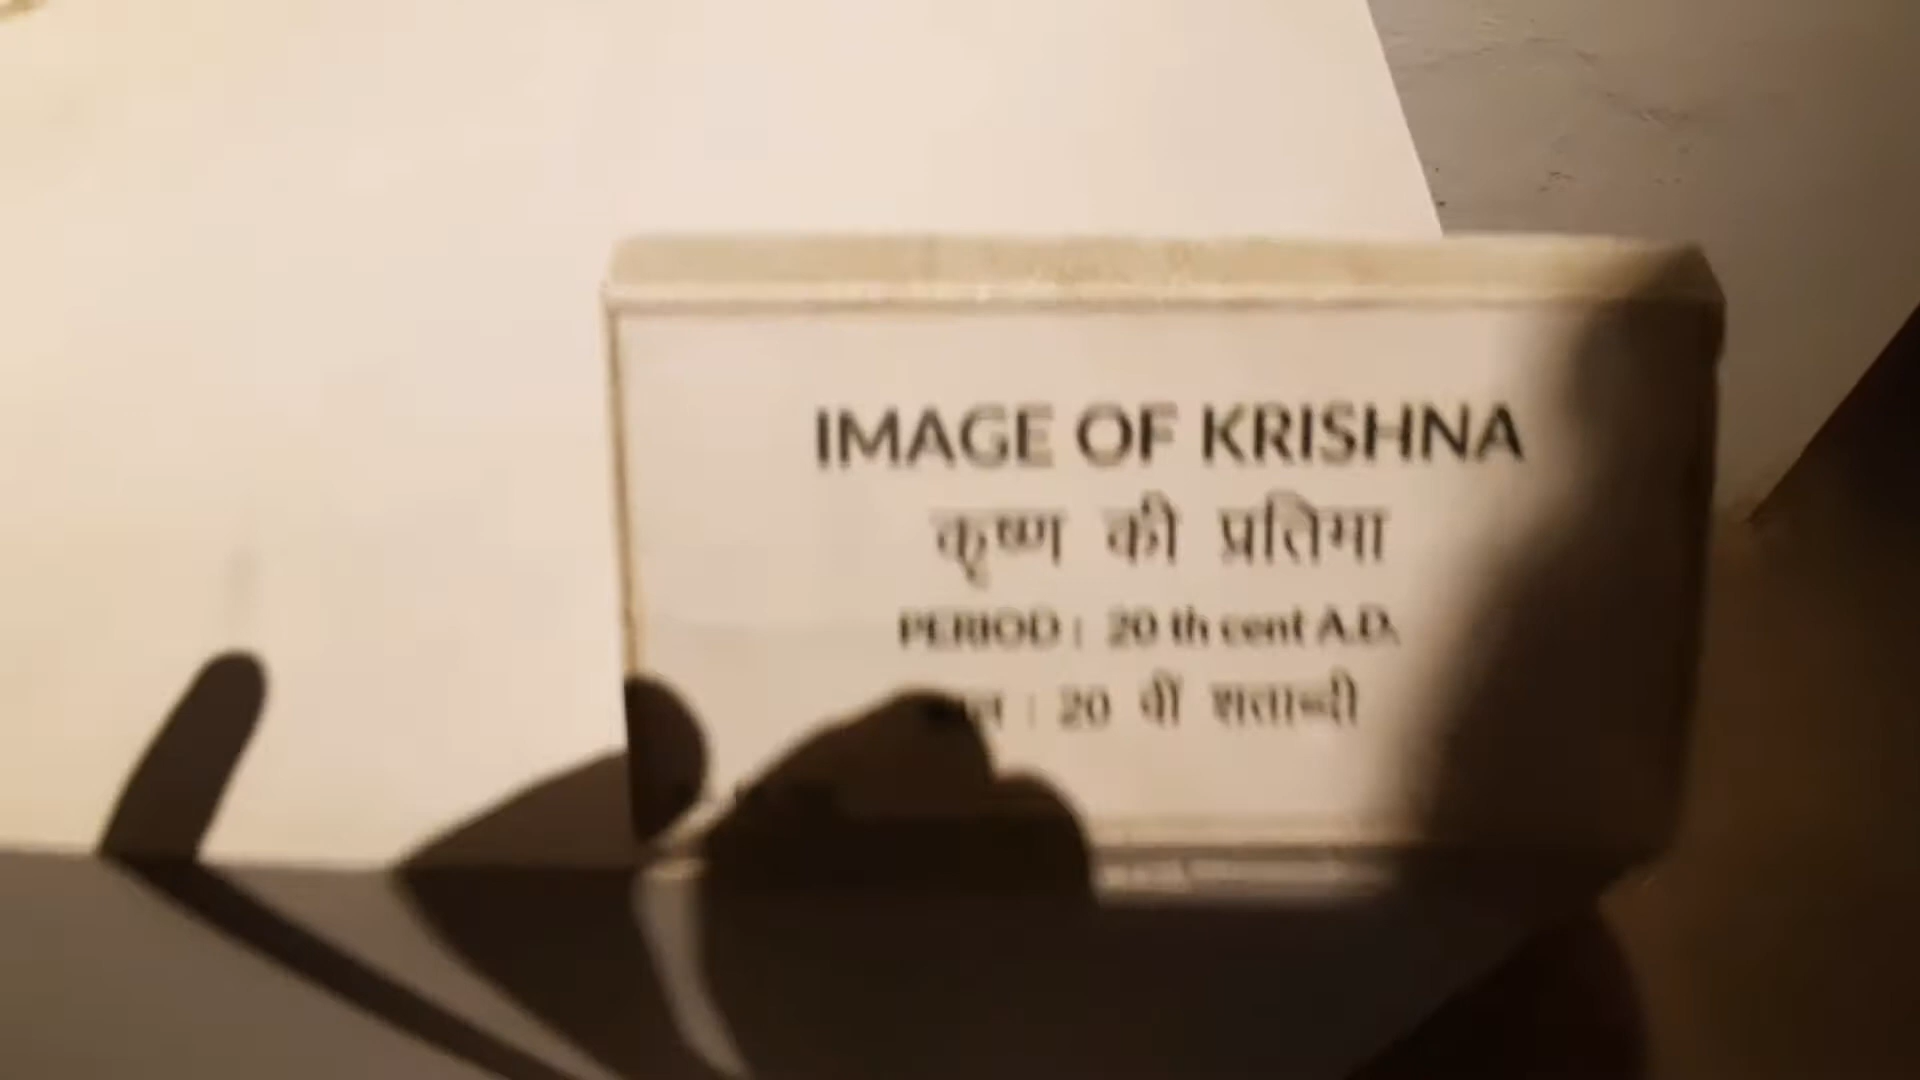 IMAGE OF KRISHNA
कृष्ण की प्रतिमा
PERIOD : 20 th cent A.D.
: 20 वीं शताब्दी